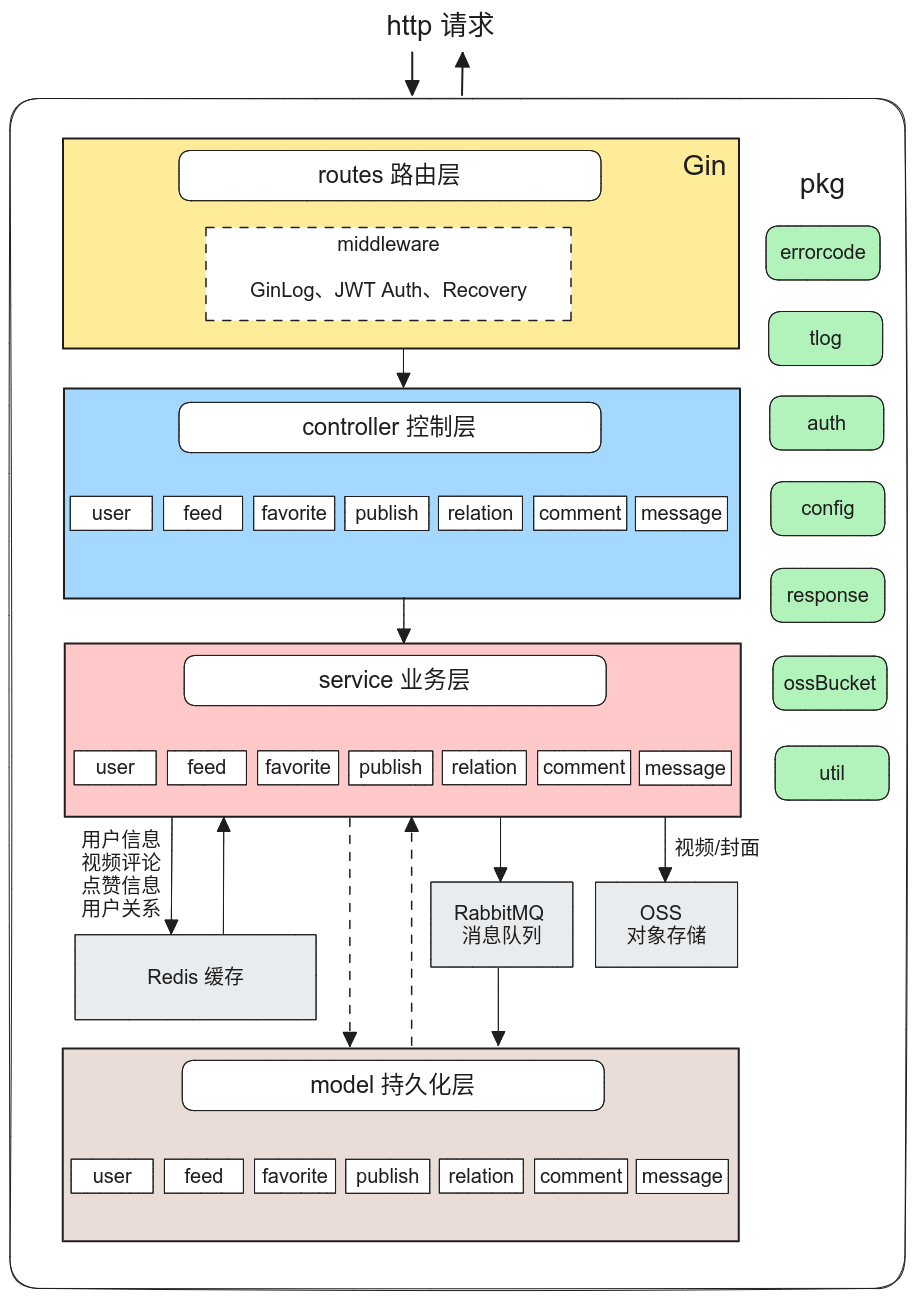 http 请求
routes 路由层
Gin
middleware
GinLog、JWT Auth、Recovery
controller 控制层
user
feed
favorite
publish
relation
comment
message
service 业务层
user
feed
favorite
publish
relation
comment
message
用户信息
视频评论
点赞信息
用户关系
视频/封面
Redis 缓存
RabbitMQ
消息队列
OSS
对象存储
model 持久化层
user
feed
favorite
publish
relation
comment
message
pkg
errorcode
tlog
auth
config
response
ossBucket
util